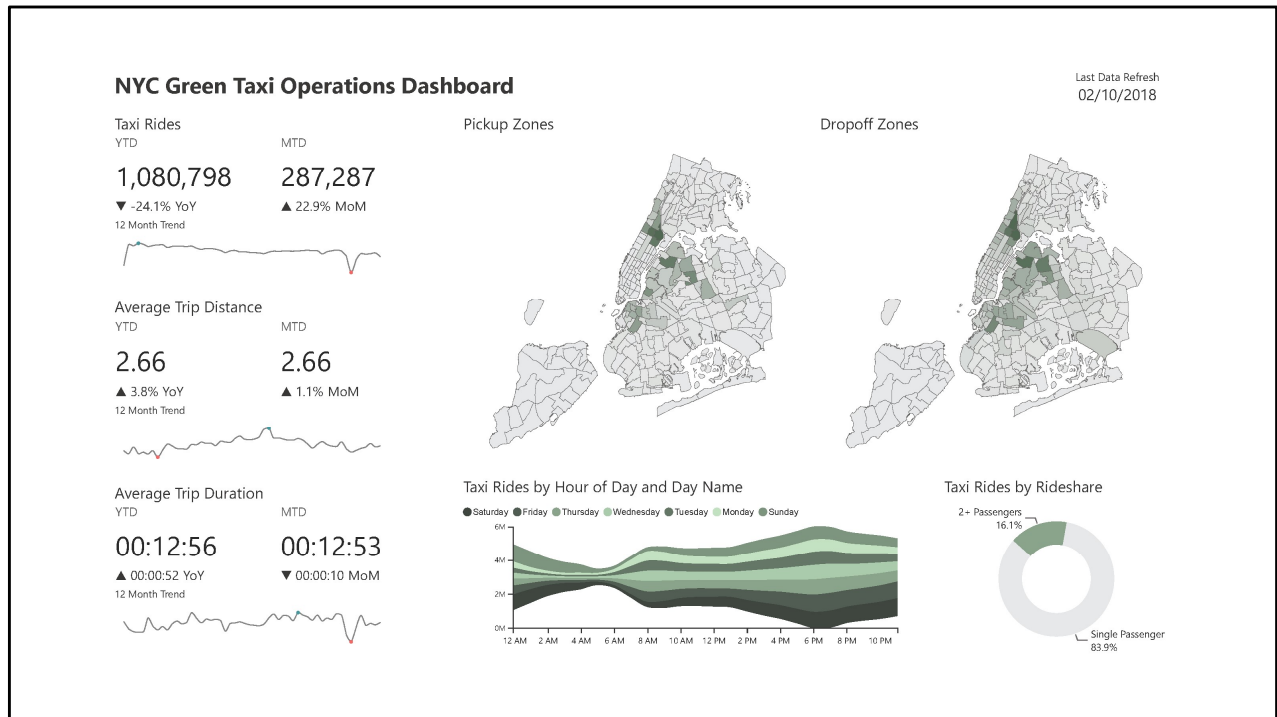 NYC Green Taxi Operations Dashboard
Last Data Refresh
02/10/2018
Taxi Rides
YTD
MTD
1,080,798
287,287
▼ -24.1% YoY
▲ 22.9% MoM
12 Month Trend
Average Trip Distance
YTD
MTD
2.66
2.66
▲ 3.8% YoY
▲ 1.1% MoM
12 Month Trend
Average Trip Duration
YTD
MTD
00:12:56
00:12:53
▲ 00:00:52 YoY
▼ 00:00:10 MoM
12 Month Trend
Pickup Zones
Dropoff Zones
Taxi Rides by Hour of Day and Day Name
Saturday Friday Thursday Wednesday Tuesday Monday Sunday
6M
4M
2M
0M
12 AM 2 AM 4 AM 6 AM 8 AM 10 AM 12 PM 2 PM 4 PM 6 PM 8 PM 10 PM
Taxi Rides by Rideshare
2+ Passengers
16.1%
Single Passenger
83.9%